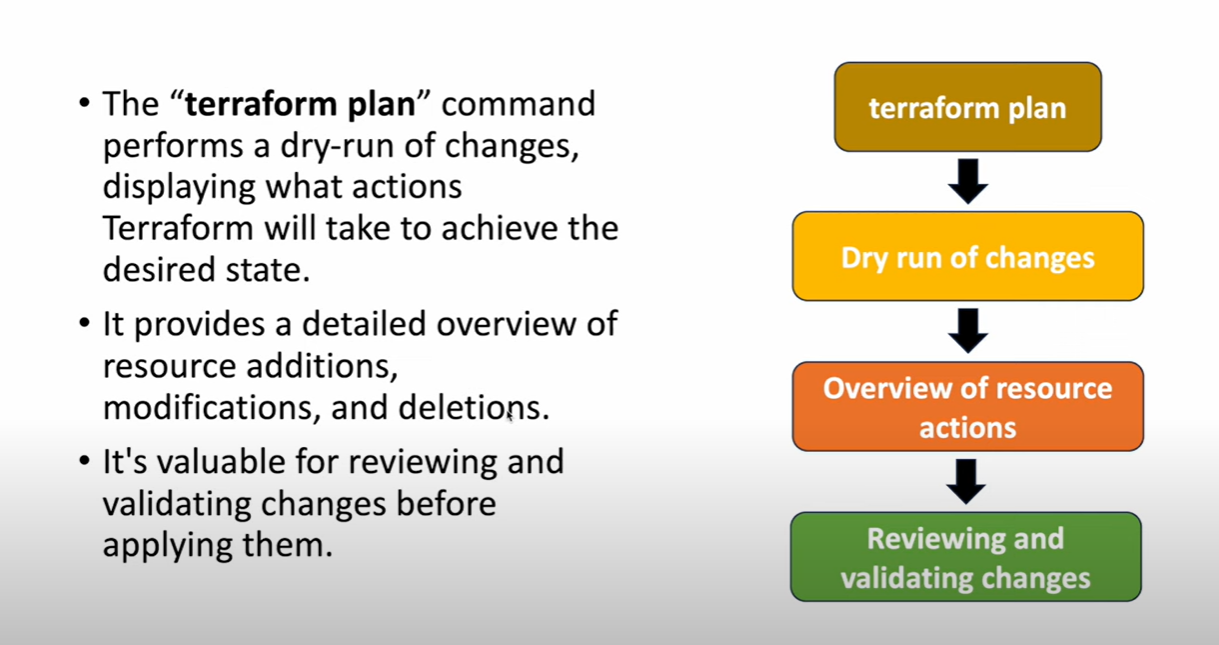 • The “terraform plan” command
performs a dry-run of changes,
displaying what actions
Terraform will take to achieve the
desired state.
• It provides a detailed overview of
resource additions,
modifications, and deletions.
• It's valuable for reviewing and
validating changes before
applying them.
terraform plan
Dry run of changes
Overview of resource
actions
Reviewing and
validating changes